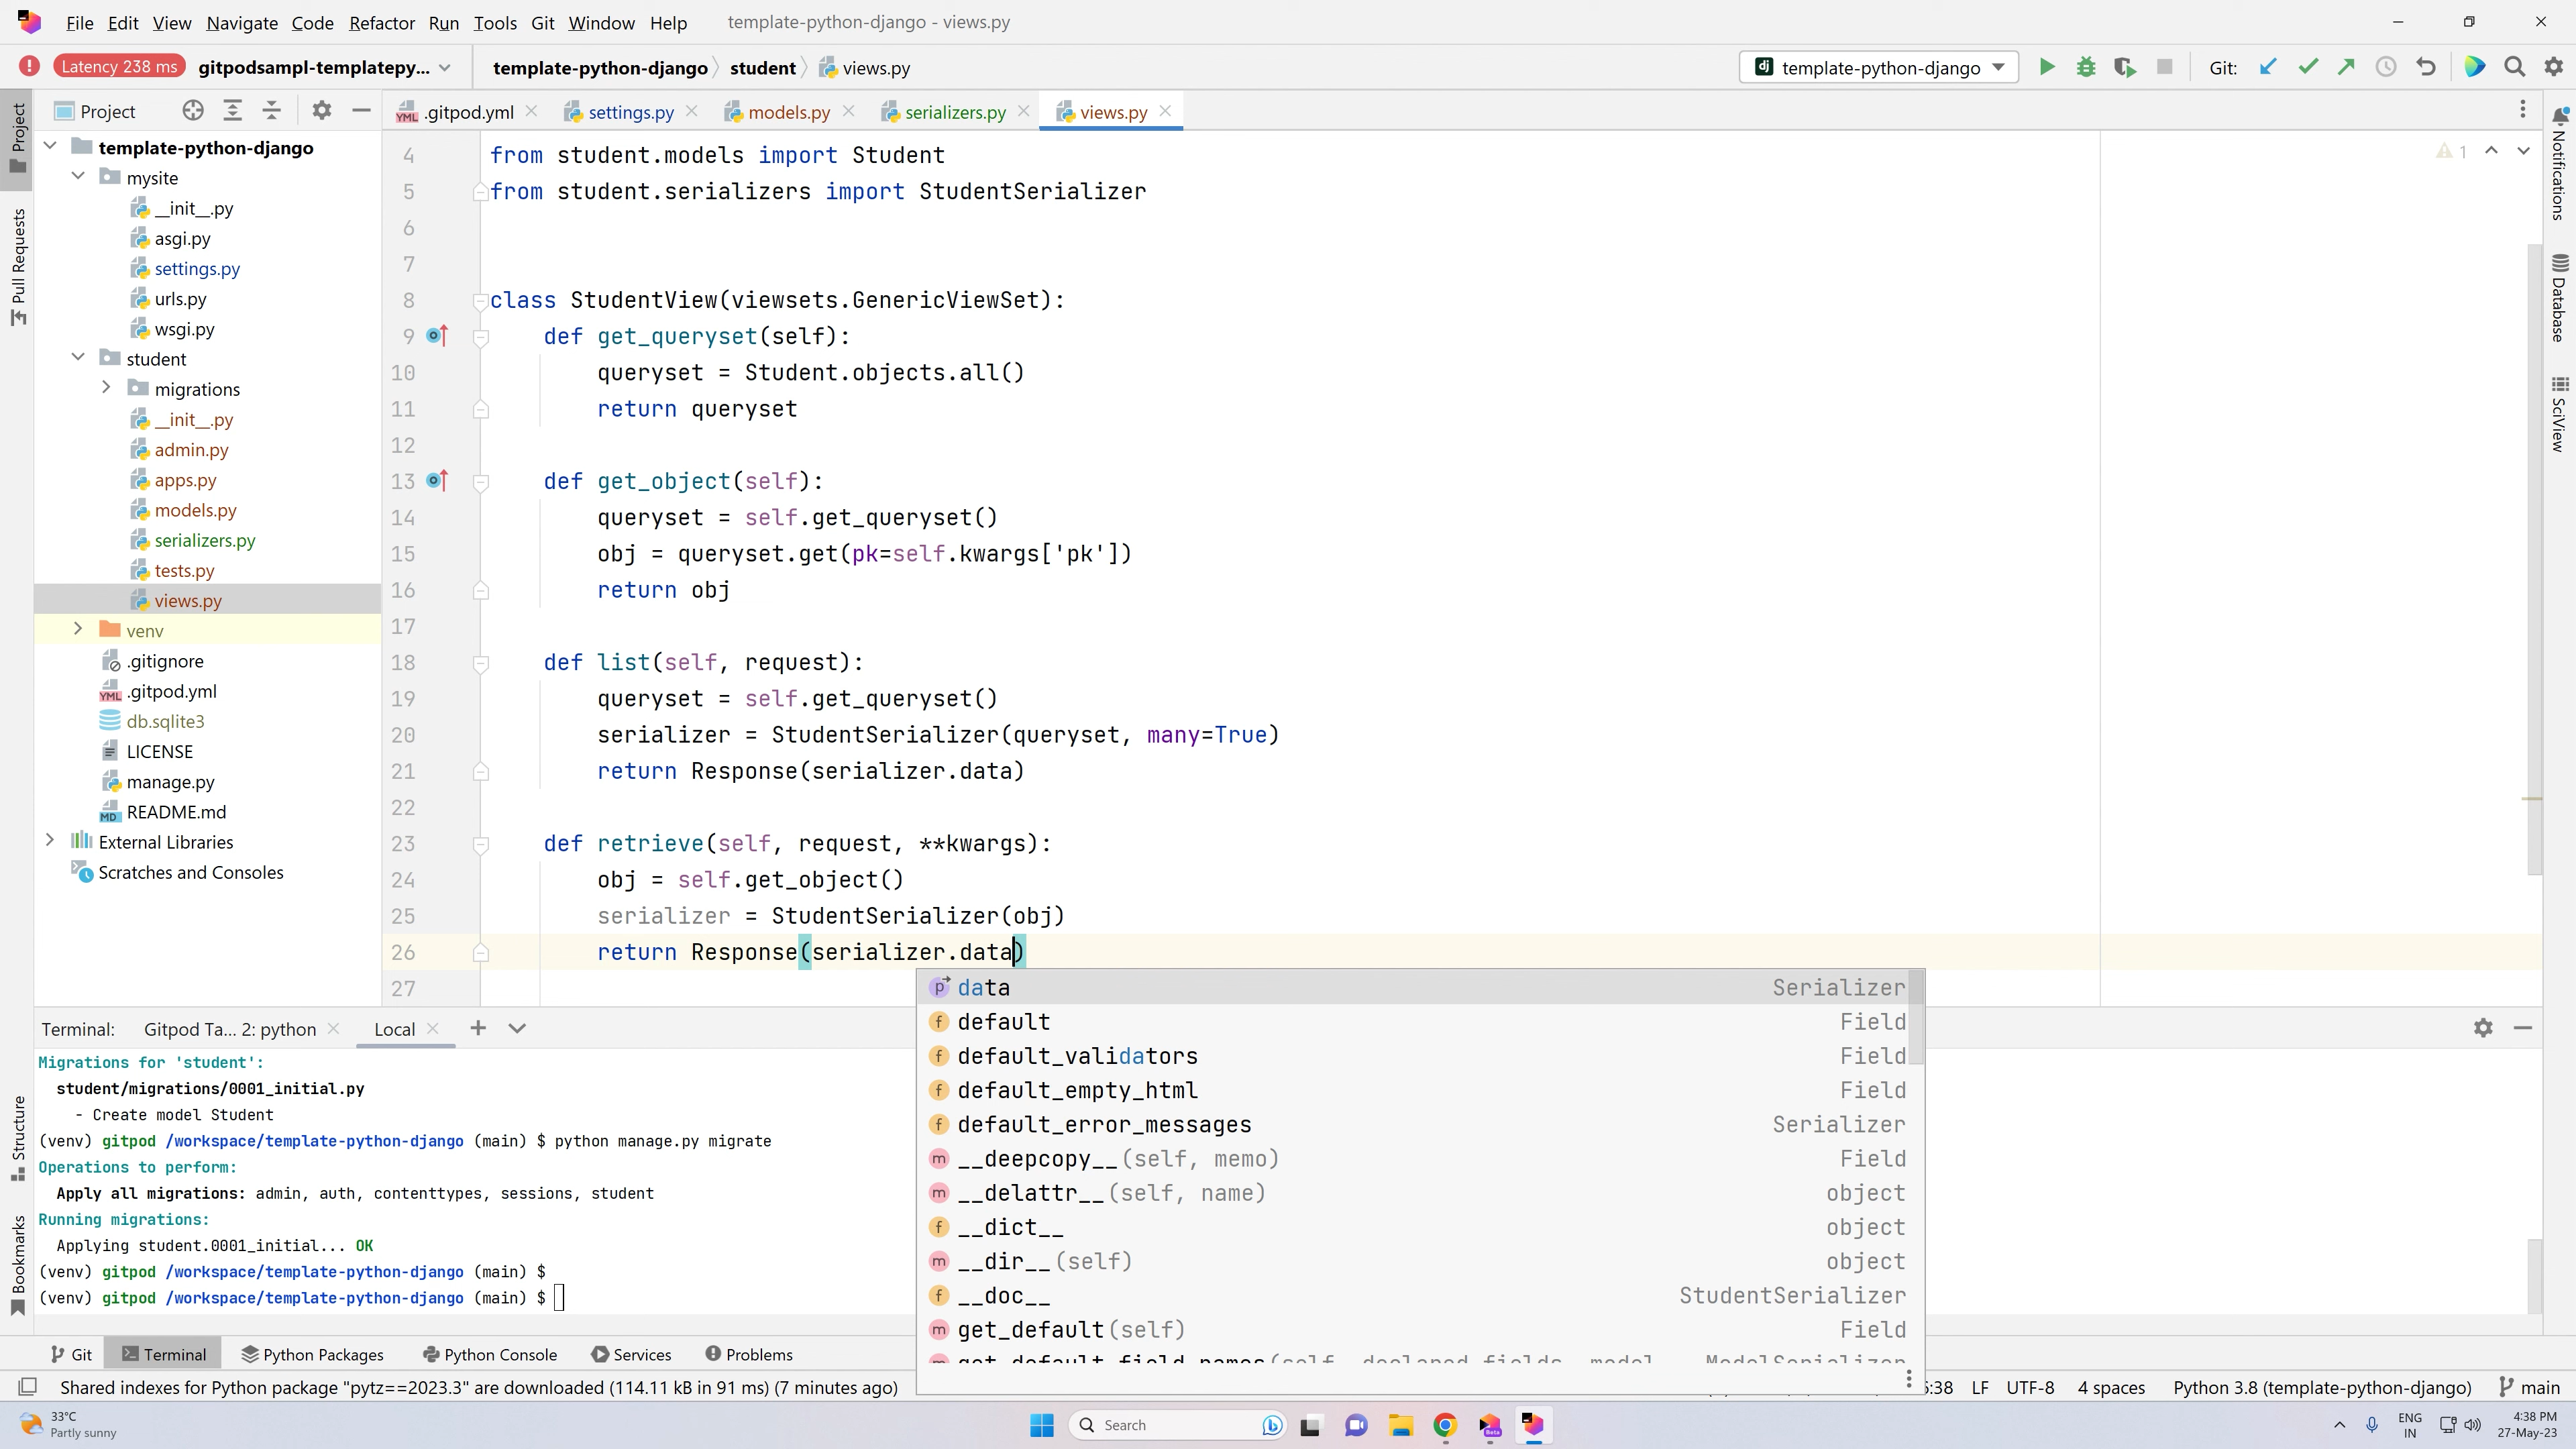 File Edit View Navigate Code Refactor Run Tools Git Window Help template-python-django - views.py
Latency 238 ms gitpodsampl-templatepy... template-python-django student views.py template-python-django Git:
Project
.gitpod.yml settings.py models.py serializers.py views.py
Project
Pull Requests
Structure
Bookmarks
template-python-django
mysite
__init__.py
asgi.py
settings.py
urls.py
wsgi.py
student
migrations
__init__.py
admin.py
apps.py
models.py
serializers.py
tests.py
views.py
venv
.gitignore
.gitpod.yml
db.sqlite3
LICENSE
manage.py
README.md
External Libraries
Scratches and Consoles
4 from student.models import Student
5 from student.serializers import StudentSerializer
6
7
8 class StudentView(viewsets.GenericViewSet):
9 def get_queryset(self):
10 queryset = Student.objects.all()
11 return queryset
12
13 def get_object(self):
14 queryset = self.get_queryset()
15 obj = queryset.get(pk=self.kwargs['pk'])
16 return obj
17
18 def list(self, request):
19 queryset = self.get_queryset()
20 serializer = StudentSerializer(queryset, many=True)
21 return Response(serializer.data)
22
23 def retrieve(self, request, **kwargs):
24 obj = self.get_object()
25 serializer = StudentSerializer(obj)
26 return Response(serializer.data)
27
1
Notifications
Database
SciView
data Serializer
default Field
default_validators Field
default_empty_html Field
default_error_messages Serializer
__deepcopy__(self, memo) Field
__delattr__(self, name) object
__dict__ object
__dir__(self) object
__doc__ StudentSerializer
get_default(self) Field
Terminal: Gitpod Ta... 2: python Local
Migrations for 'student':
student/migrations/0001_initial.py
- Create model Student
(venv) gitpod /workspace/template-python-django (main) $ python manage.py migrate
Operations to perform:
Apply all migrations: admin, auth, contenttypes, sessions, student
Running migrations:
Applying student.0001_initial... OK
(venv) gitpod /workspace/template-python-django (main) $
(venv) gitpod /workspace/template-python-django (main) $
Git Terminal Python Packages Python Console Services Problems
Shared indexes for Python package "pytz==2023.3" are downloaded (114.11 kB in 91 ms) (7 minutes ago) :38 LF UTF-8 4 spaces Python 3.8 (template-python-django) main
33°C
Partly sunny
Search
Beta
ENG
IN
4:38 PM
27-May-23